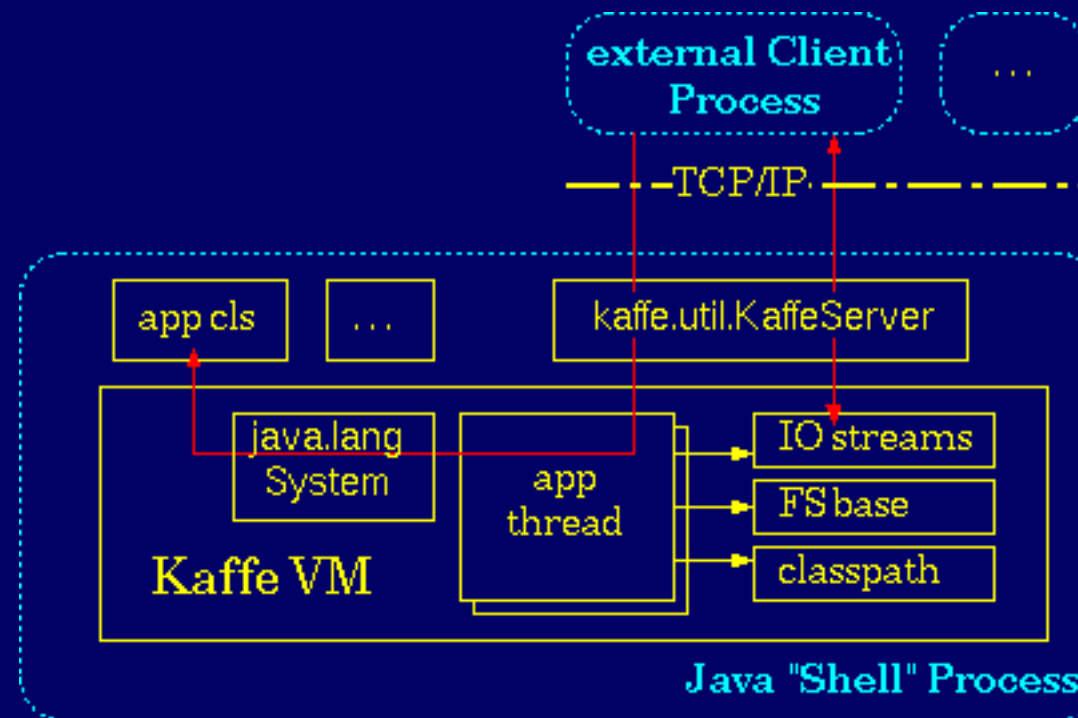 external Client
Process
...
TCP/IP
app cls
...
kaffe.util.KaffeServer
java.lang
System
app
thread
IO streams
FS base
classpath
Kaffe VM
Java "Shell" Process